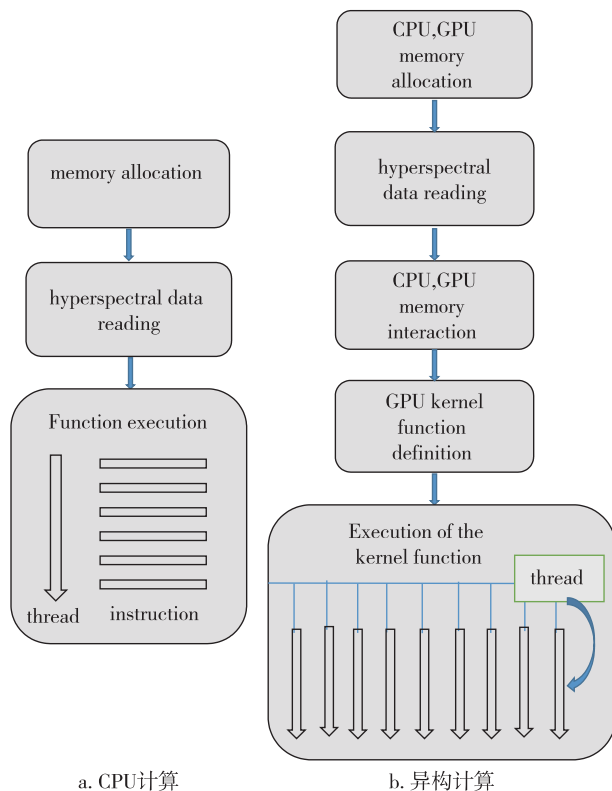 memory allocation
hyperspectral data
reading
Function execution
thread
instruction
a. CPU计算
CPU,GPU
memory
allocation
hyperspectral
data reading
CPU,GPU
memory
interaction
GPU kernel
function
definition
Execution of the
kernel function
thread
b. 异构计算